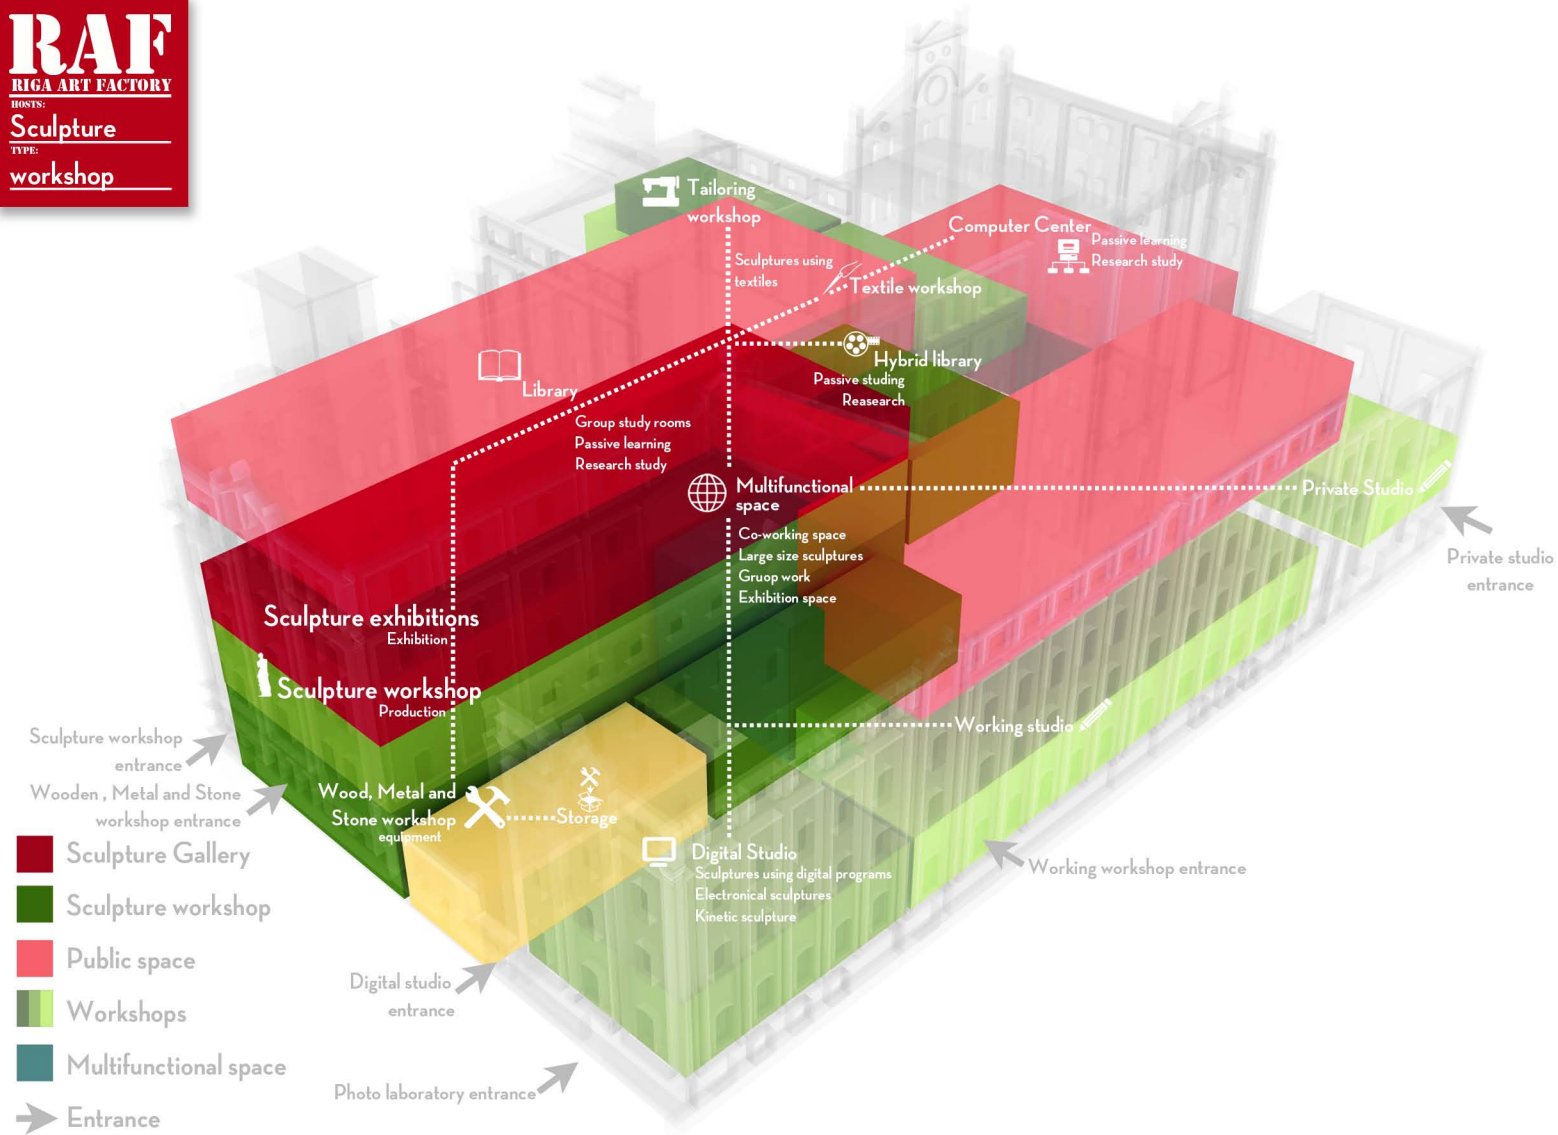 RAF
RIGA ART FACTORY
HOSTS:
Sculpture
TYPE:
workshop
Tailoring
workshop
Sculptures using
textiles
Textile workshop
Computer Center
Passive learning
Research study
Library
Group study rooms
Passive learning
Research study
Hybrid library
Passive studing
Reasearch
Multifunctional
space
Co-working space
Large size sculptures
Gruop work
Exhibition space
Private Studio
Private studio
entrance
Sculpture exhibitions
Exhibition
Sculpture workshop
Production
Working studio
Sculpture workshop
entrance
Wooden , Metal and Stone
workshop entrance
Wood, Metal and
Stone workshop
equipment
Storage
Digital Studio
Sculptures using digital programs
Electronical sculptures
Kinetic sculpture
Working workshop entrance
Digital studio
entrance
Photo laboratory entrance
Sculpture Gallery
Sculpture workshop
Public space
Workshops
Multifunctional space
Entrance